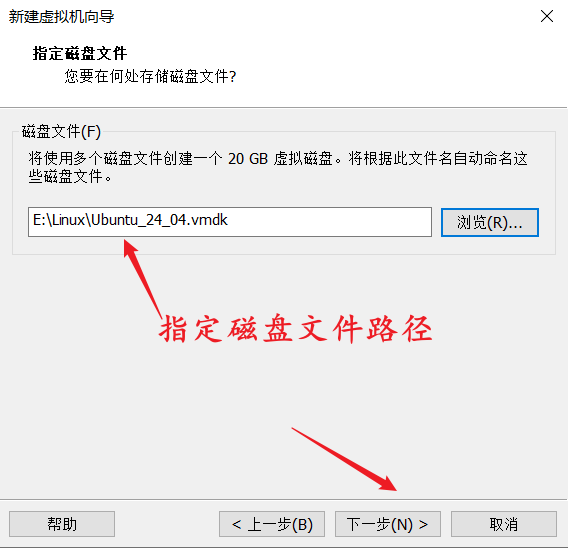 新建虚拟机向导
指定磁盘文件
您要在何处存储磁盘文件?
磁盘文件(F)
将使用多个磁盘文件创建一个 20 GB 虚拟磁盘。将根据此文件名自动命名这
些磁盘文件。
E:\Linux\Ubuntu_24_04.vmdk
浏览(R)...
指定磁盘文件路径
帮助
< 上一步(B)
下一步(N) >
取消